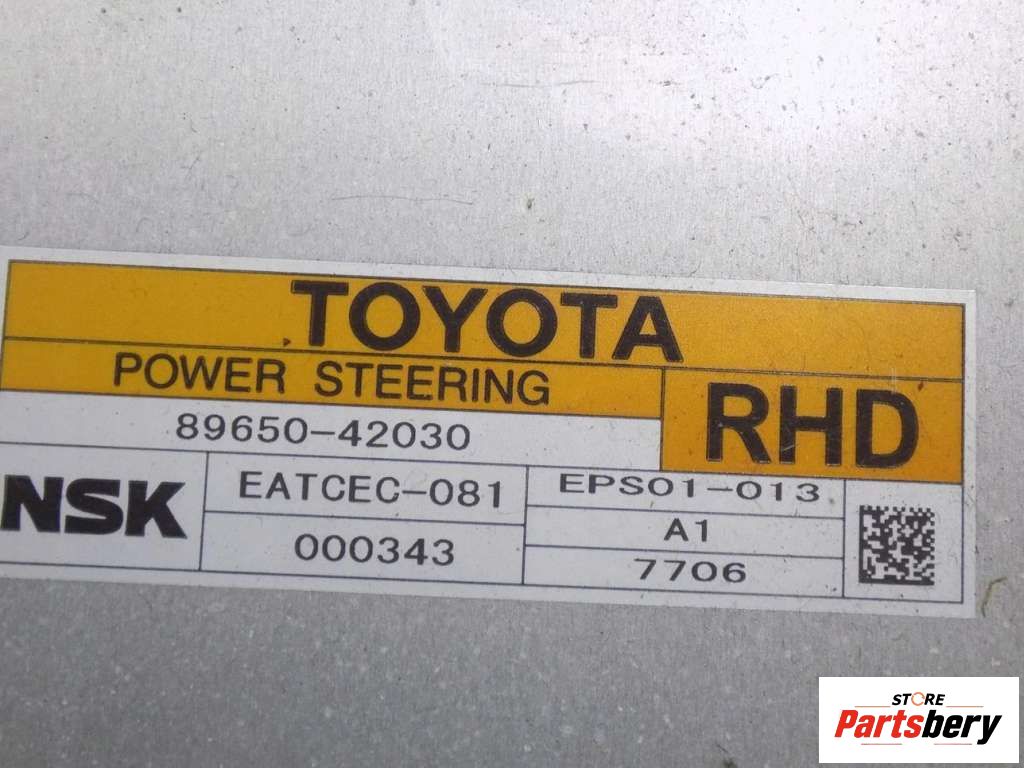 TOYOTA
POWER STEERING
RHD
89650-42030
NSK
EATCEC-081
000343
EPS01-013
A1
7706
STORE
Partsbery